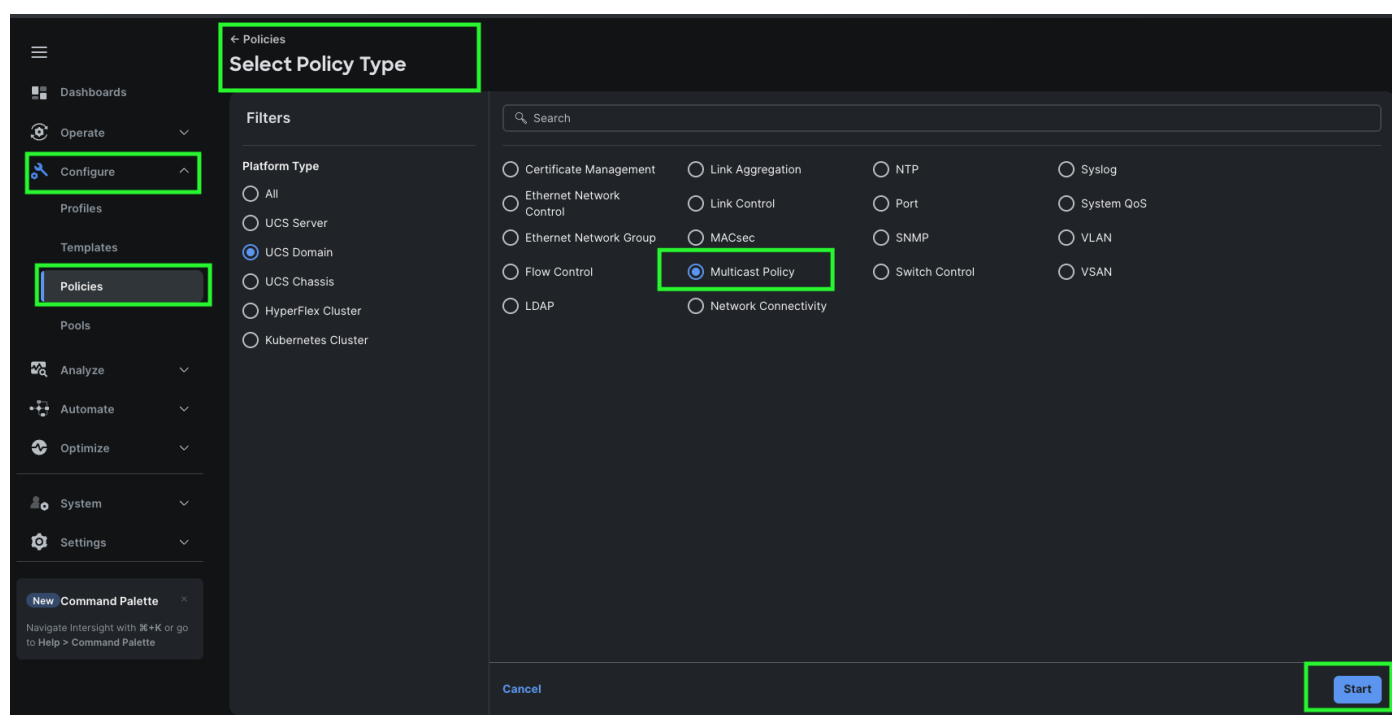 ← Policies
Select Policy Type
Dashboards
Operate
Configure
Profiles
Templates
Policies
Pools
Analyze
Automate
Optimize
System
Settings
New Command Palette ×
Navigate Intersight with ⌘+K or go
to Help > Command Palette
Filters
Platform Type
All
UCS Server
UCS Domain
UCS Chassis
HyperFlex Cluster
Kubernetes Cluster
Search
Certificate Management
Link Aggregation
NTP
Syslog
Ethernet Network
Control
Link Control
Port
System QoS
Ethernet Network Group
MACsec
SNMP
VLAN
Flow Control
Multicast Policy
Switch Control
VSAN
LDAP
Network Connectivity
Cancel
Start